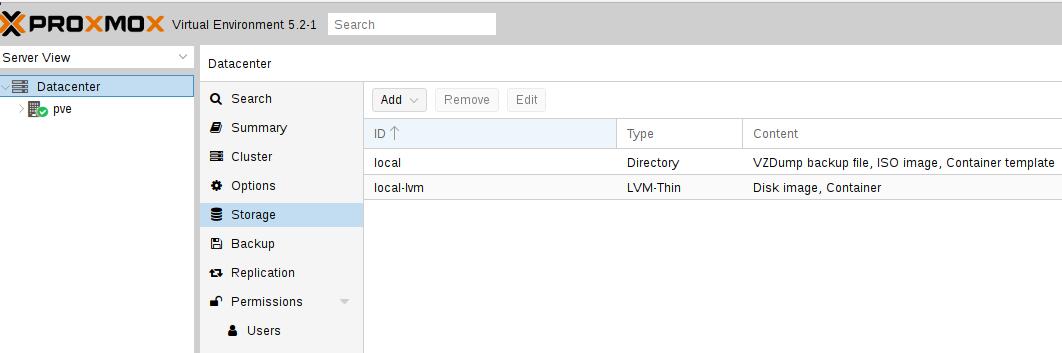 PROXMOX Virtual Environment 5.2-1 Search
Server View
Datacenter
pve
Datacenter
Search
Summary
Cluster
Options
Storage
Backup
Replication
Permissions
Users
Add Remove Edit
ID Type Content
local Directory VZDump backup file, ISO image, Container template
local-lvm LVM-Thin Disk image, Container